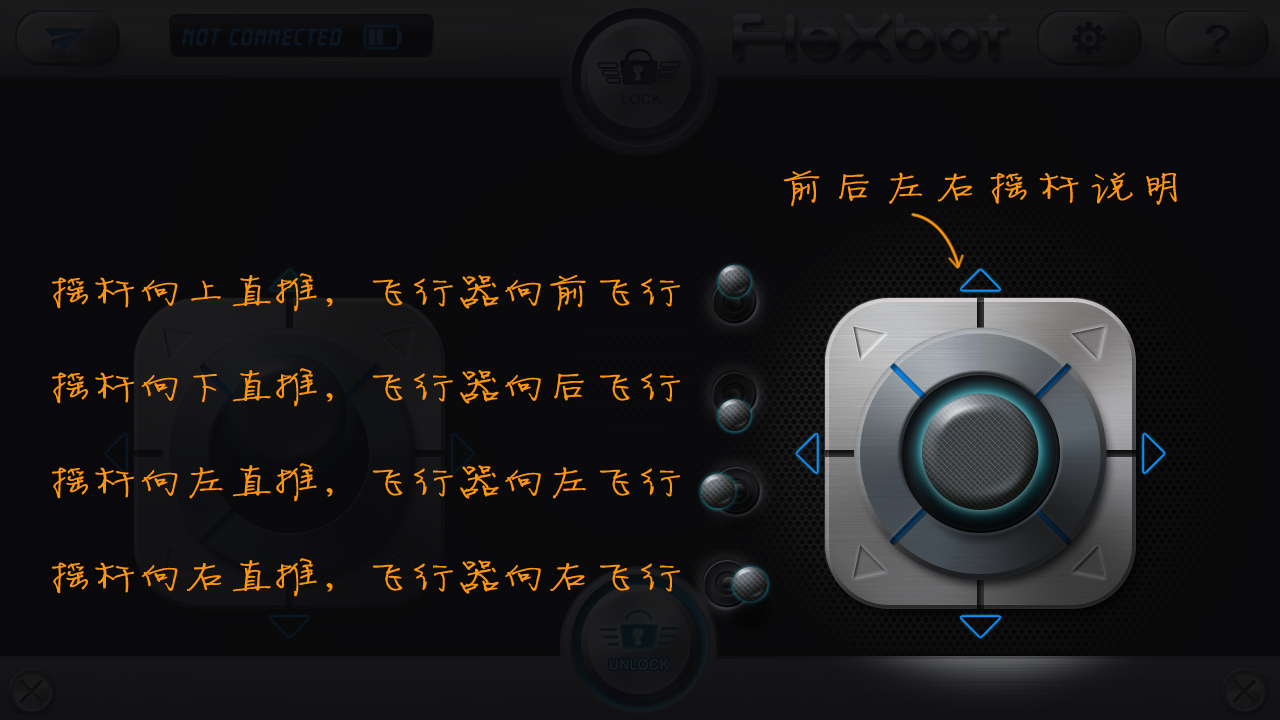 NOT CONNECTED
FleXbot
?
LOCK
前后左右摇杆说明
摇杆向上直推，飞行器向前飞行
摇杆向下直推，飞行器向后飞行
摇杆向左直推，飞行器向左飞行
摇杆向右直推，飞行器向右飞行
UNLOCK